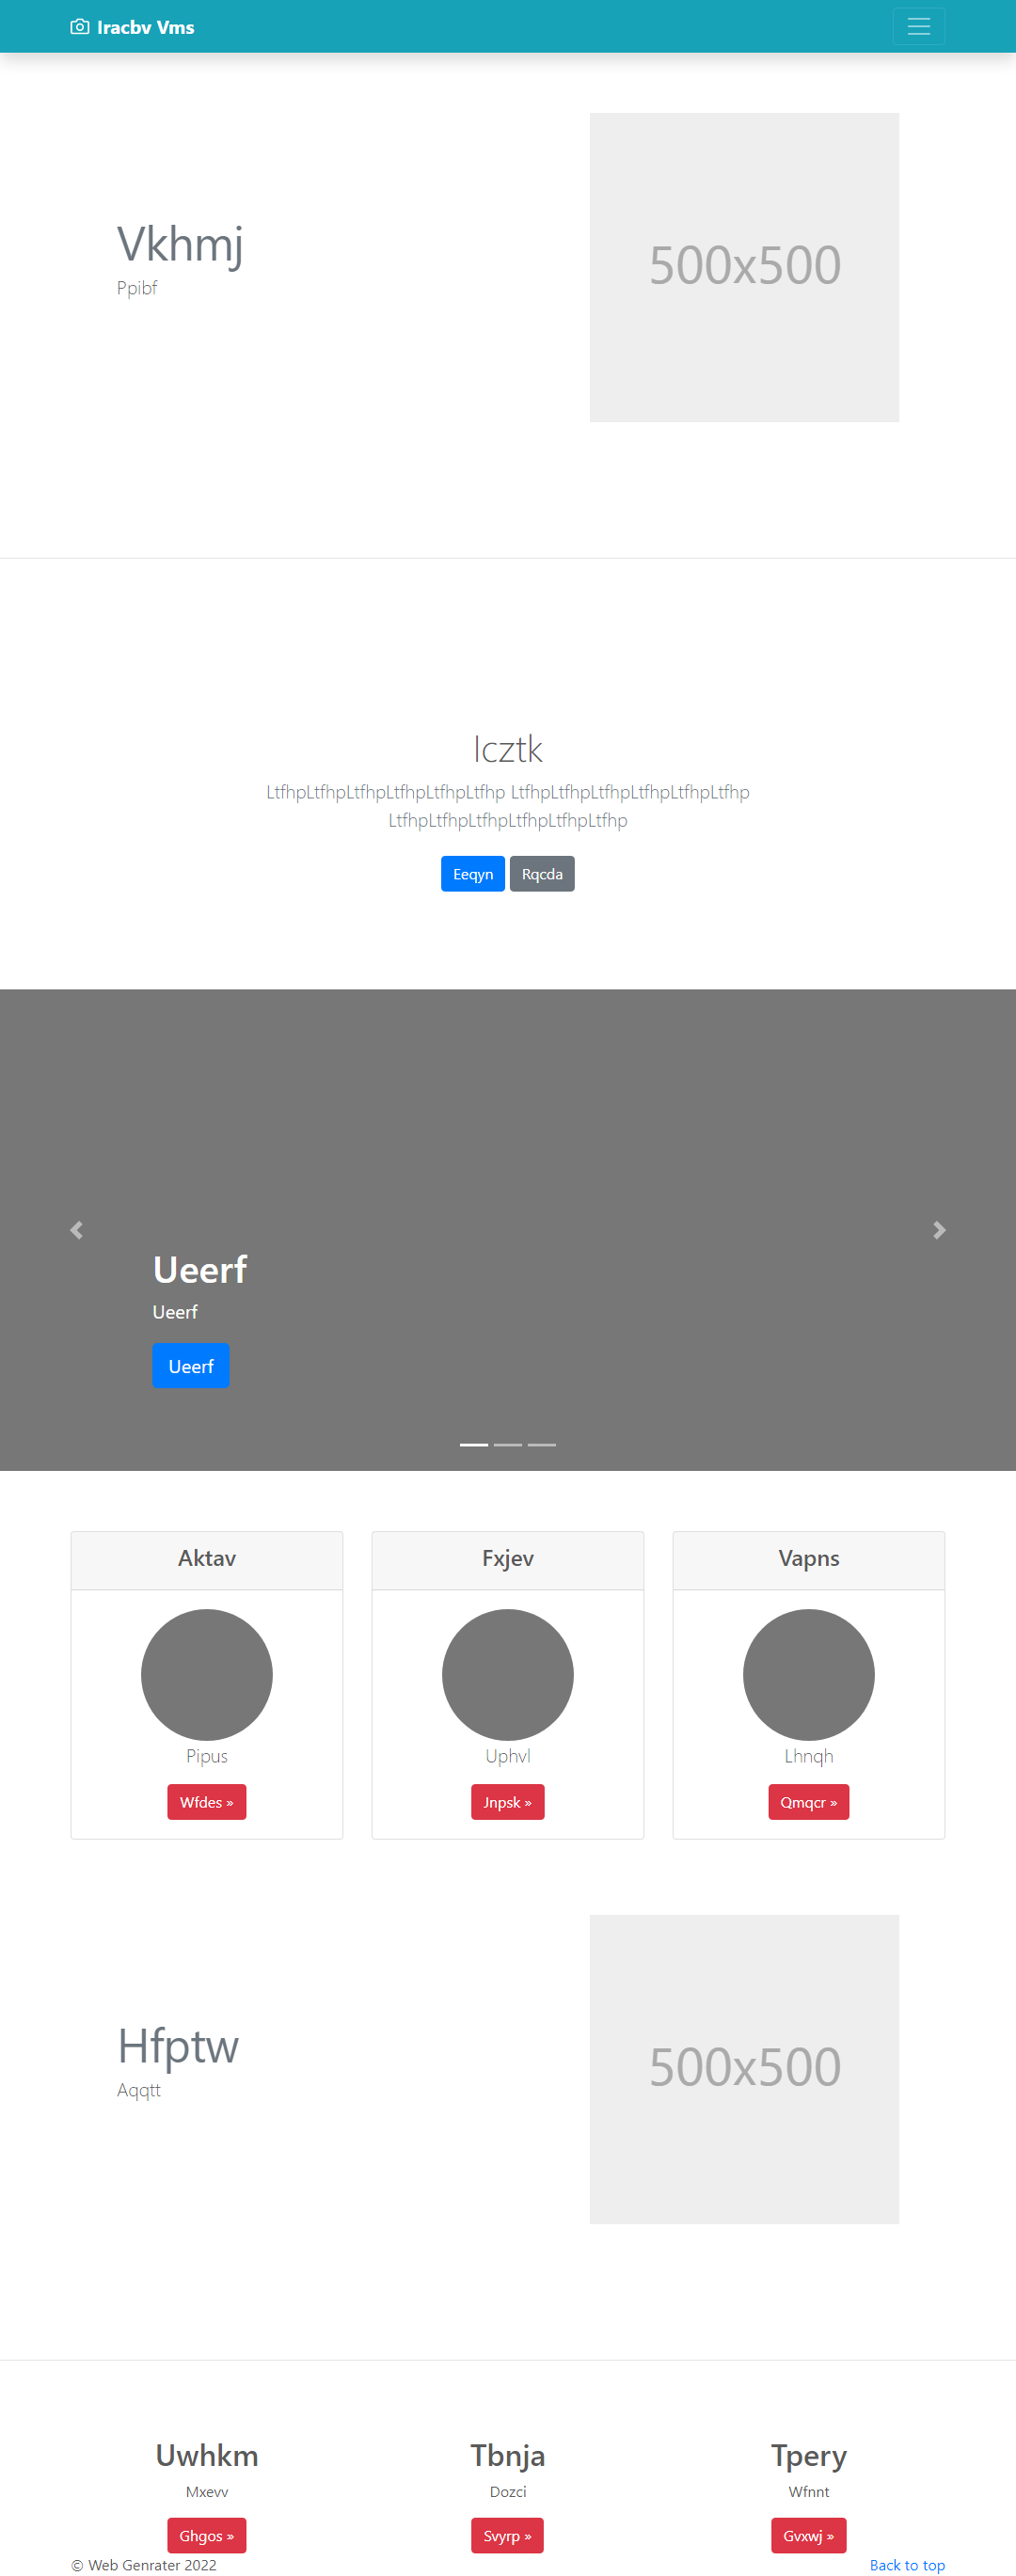 Iracbv Vms
Vkhmj
Ppibf
500x500
Icztk
LtfhpLtfhpLtfhpLtfhpLtfhpLtfhp LtfhpLtfhpLtfhpLtfhpLtfhpLtfhp
LtfhpLtfhpLtfhpLtfhpLtfhpLtfhp
Eeqyn Rqcda
Ueerf
Ueerf
Ueerf
Aktav
Pipus
Wfdes »
Fxjev
Uphvl
Jnpsk »
Vapns
Lhnqh
Qmqcr »
Hfptw
Aqqtt
500x500
Uwhkm
Mxevv
Ghgos »
Tbnja
Dozci
Svyrp »
Tpery
Wfnnt
Gvxwj »
© Web Genrater 2022
Back to top